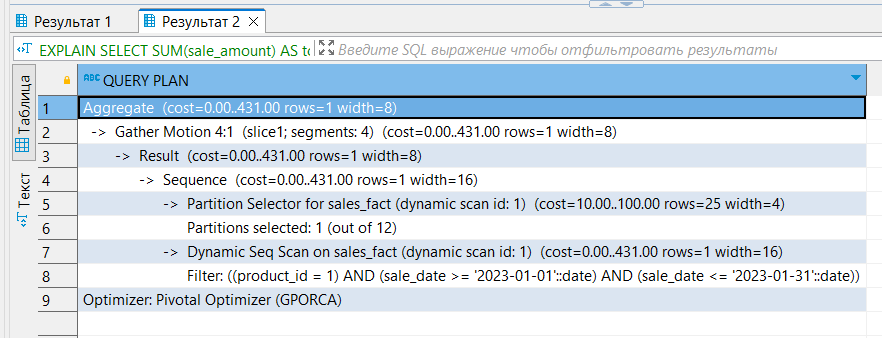 Результат 1
Результат 2
EXPLAIN SELECT SUM(sale_amount) AS to
Введите SQL выражение чтобы отфильтровать результаты
Таблица
Текст
ABC QUERY PLAN
1 Aggregate (cost=0.00..431.00 rows=1 width=8)
2 -> Gather Motion 4:1 (slice1; segments: 4) (cost=0.00..431.00 rows=1 width=8)
3 -> Result (cost=0.00..431.00 rows=1 width=8)
4 -> Sequence (cost=0.00..431.00 rows=1 width=16)
5 -> Partition Selector for sales_fact (dynamic scan id: 1) (cost=10.00..100.00 rows=25 width=4)
6 Partitions selected: 1 (out of 12)
7 -> Dynamic Seq Scan on sales_fact (dynamic scan id: 1) (cost=0.00..431.00 rows=1 width=16)
8 Filter: ((product_id = 1) AND (sale_date >= '2023-01-01'::date) AND (sale_date <= '2023-01-31'::date))
9 Optimizer: Pivotal Optimizer (GPORCA)